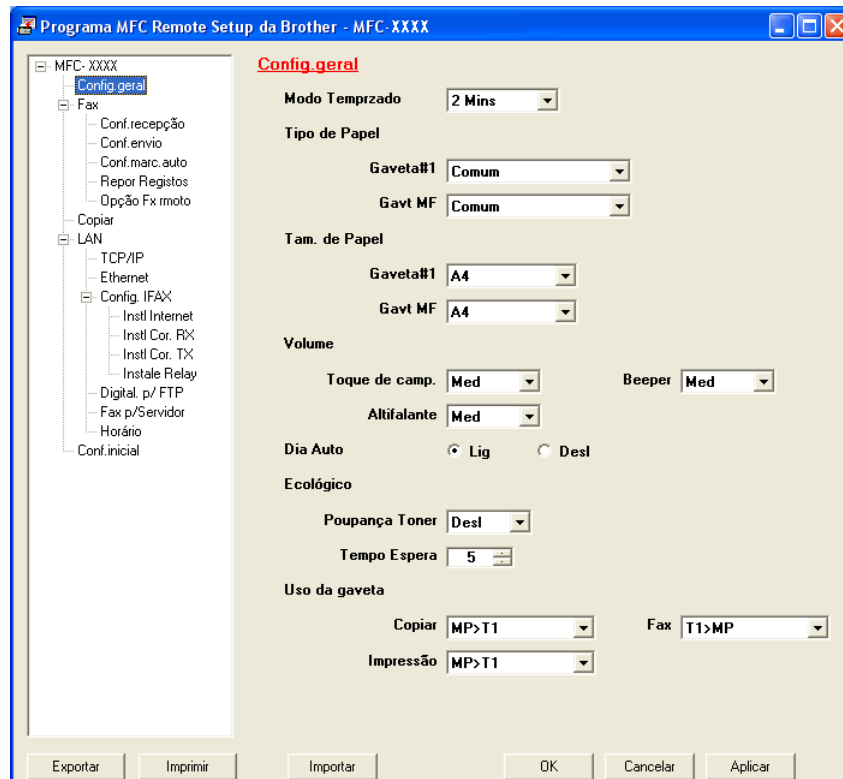 Programa MFC Remote Setup da Brother - MFC-XXXX
MFC- XXXX
Config.geral
Fax
Conf.recepção
Conf.envio
Conf.marc.auto
Repor Registos
Opção Fx rmoto
Copiar
LAN
TCP/IP
Ethernet
Config. IFAX
Instl Internet
Instl Cor. RX
Instl Cor. TX
Instale Relay
Digital. p/ FTP
Fax p/Servidor
Horário
Conf.inicial
Config.geral
Modo Temprzado 2 Mins
Tipo de Papel
Gaveta#1 Comum
Gavt MF Comum
Tam. de Papel
Gaveta#1 A4
Gavt MF A4
Volume
Toque de camp. Med Beeper Med
Altifalante Med
Dia Auto Lig Desl
Ecológico
Poupança Toner Desl
Tempo Espera 5
Uso da gaveta
Copiar MP>T1 Fax T1>MP
Impressão MP>T1
Exportar Imprimir Importar OK Cancelar Aplicar